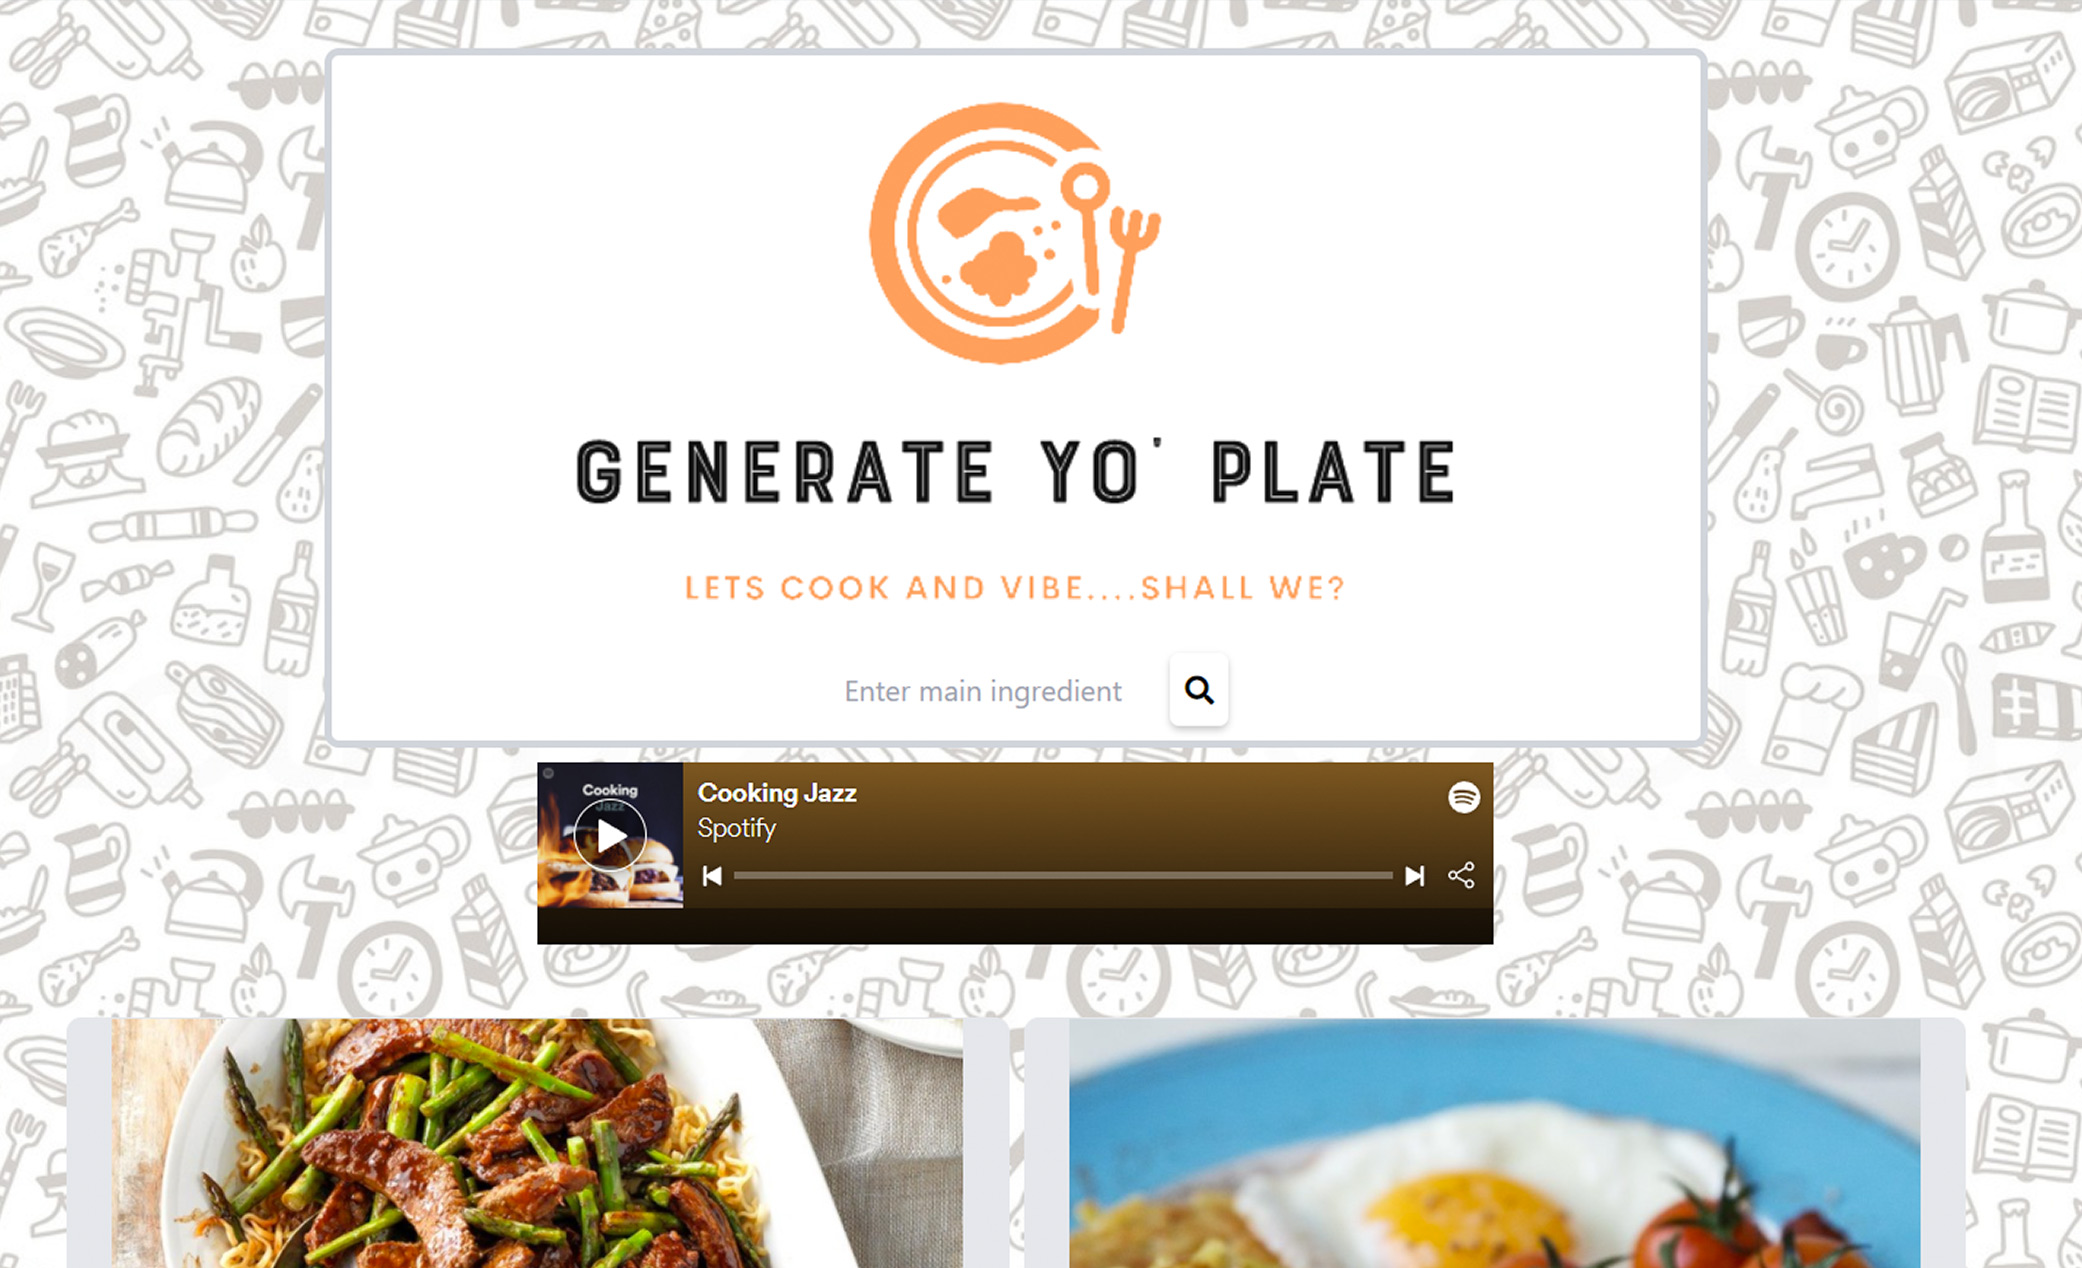 GENERATE YO' PLATE
LETS COOK AND VIBE....SHALL WE?
Enter main ingredient
Cooking
Jazz
Cooking Jazz
Spotify